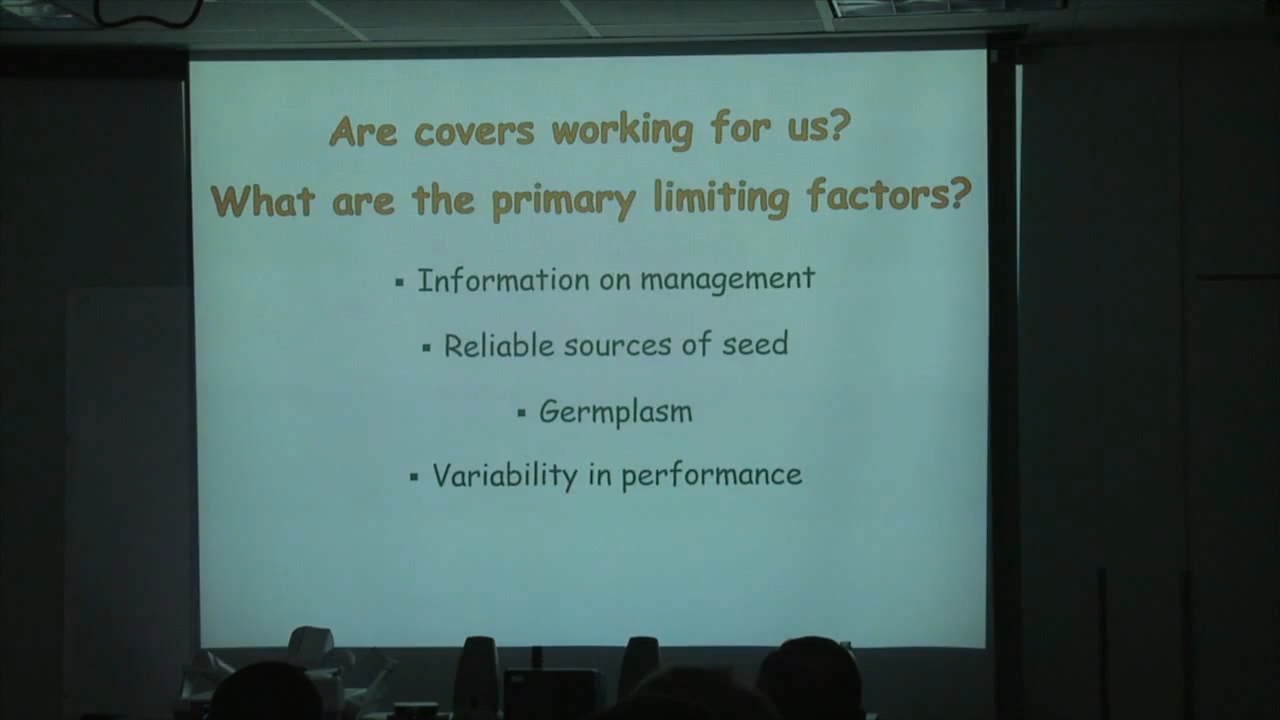 Are covers working for us?
What are the primary limiting factors?
▪ Information on management
▪ Reliable sources of seed
▪ Germplasm
▪ Variability in performance